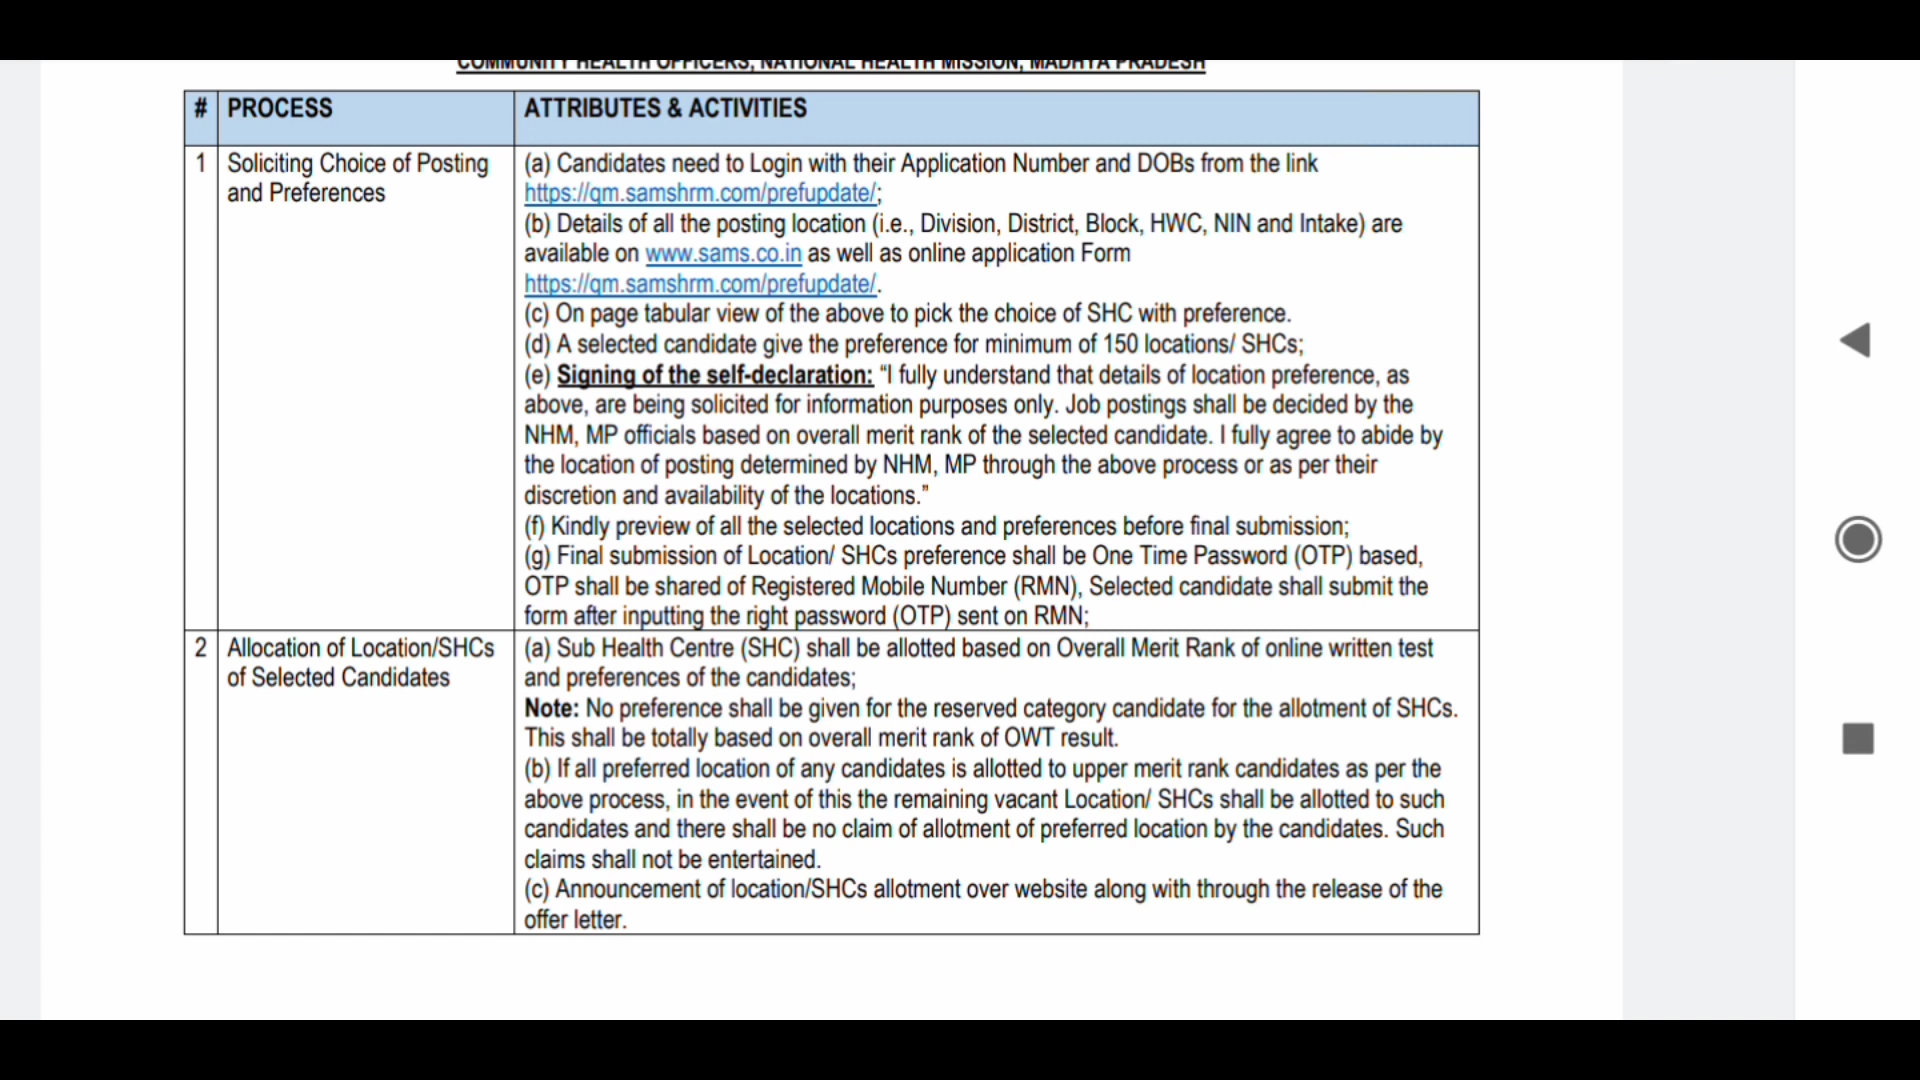 COMMUNITY HEALTH OFFICERS, NATIONAL HEALTH MISSION, MADHYA PRADESH
# PROCESS ATTRIBUTES & ACTIVITIES
1 Soliciting Choice of Posting
and Preferences
(a) Candidates need to Login with their Application Number and DOBs from the link
https://qm.samshrm.com/prefupdate/;
(b) Details of all the posting location (i.e., Division, District, Block, HWC, NIN and Intake) are
available on www.sams.co.in as well as online application Form
https://qm.samshrm.com/prefupdate/.
(c) On page tabular view of the above to pick the choice of SHC with preference.
(d) A selected candidate give the preference for minimum of 150 locations/ SHCs;
(e) Signing of the self-declaration: “I fully understand that details of location preference, as
above, are being solicited for information purposes only. Job postings shall be decided by the
NHM, MP officials based on overall merit rank of the selected candidate. I fully agree to abide by
the location of posting determined by NHM, MP through the above process or as per their
discretion and availability of the locations.”
(f) Kindly preview of all the selected locations and preferences before final submission;
(g) Final submission of Location/ SHCs preference shall be One Time Password (OTP) based,
OTP shall be shared of Registered Mobile Number (RMN), Selected candidate shall submit the
form after inputting the right password (OTP) sent on RMN;
2 Allocation of Location/SHCs
of Selected Candidates
(a) Sub Health Centre (SHC) shall be allotted based on Overall Merit Rank of online written test
and preferences of the candidates;
Note: No preference shall be given for the reserved category candidate for the allotment of SHCs.
This shall be totally based on overall merit rank of OWT result.
(b) If all preferred location of any candidates is allotted to upper merit rank candidates as per the
above process, in the event of this the remaining vacant Location/ SHCs shall be allotted to such
candidates and there shall be no claim of allotment of preferred location by the candidates. Such
claims shall not be entertained.
(c) Announcement of location/SHCs allotment over website along with through the release of the
offer letter.